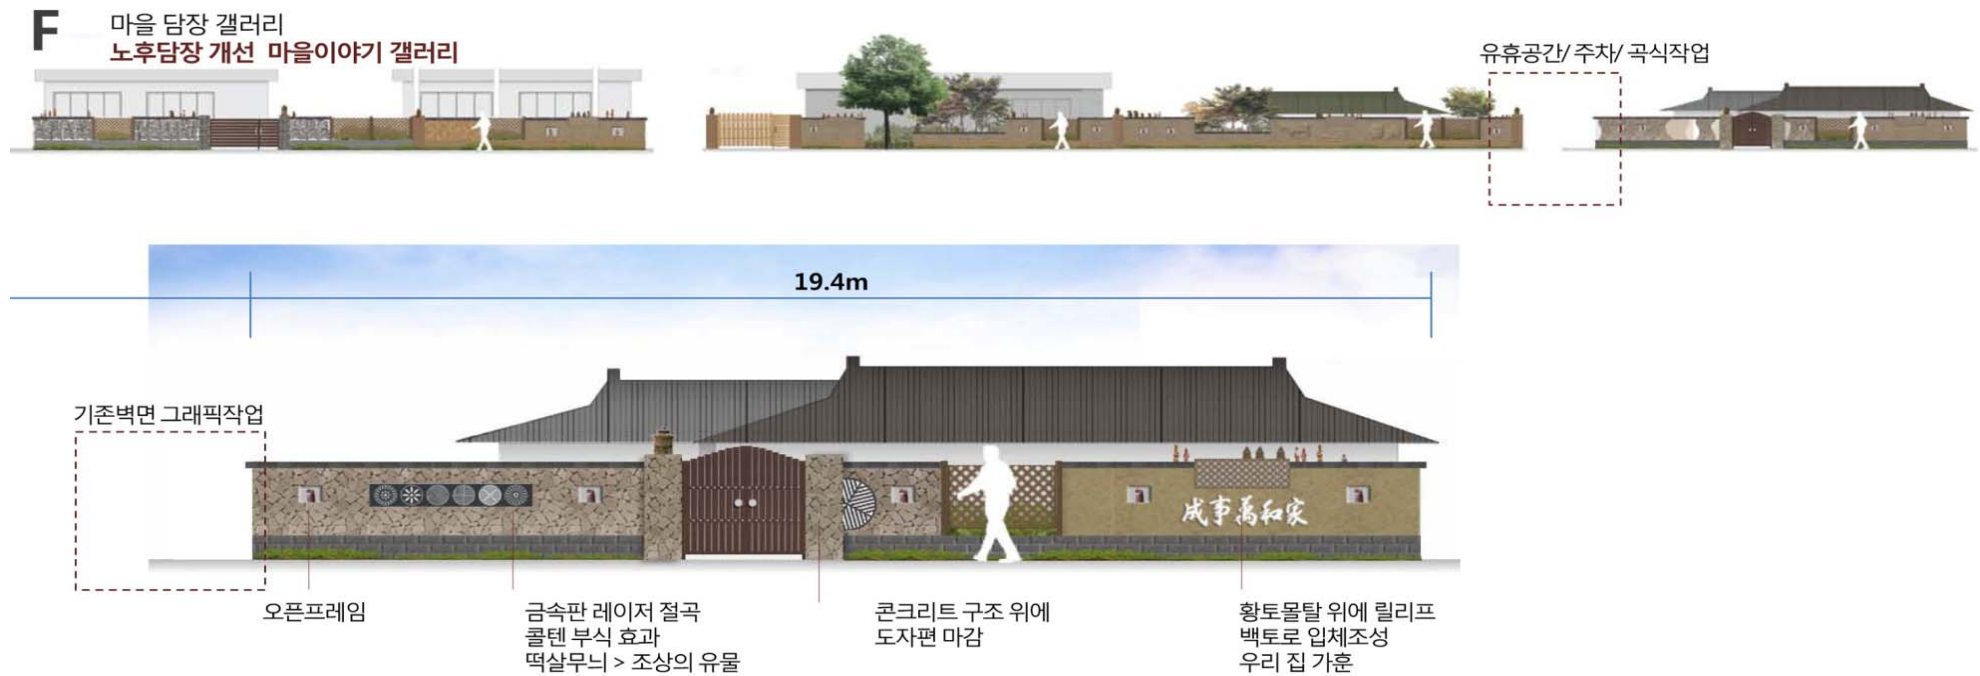 F
마을 담장 갤러리
노후담장 개선 마을이야기 갤러리
유휴공간/ 주차/ 곡식작업
19.4m
기존벽면 그래픽작업
成事萬和家
오픈프레임
금속판 레이저 절곡
콜텐 부식 효과
떡살무늬 > 조상의 유물
콘크리트 구조 위에
도자편 마감
황토몰탈 위에 릴리프
백토로 입체조성
우리 집 가훈